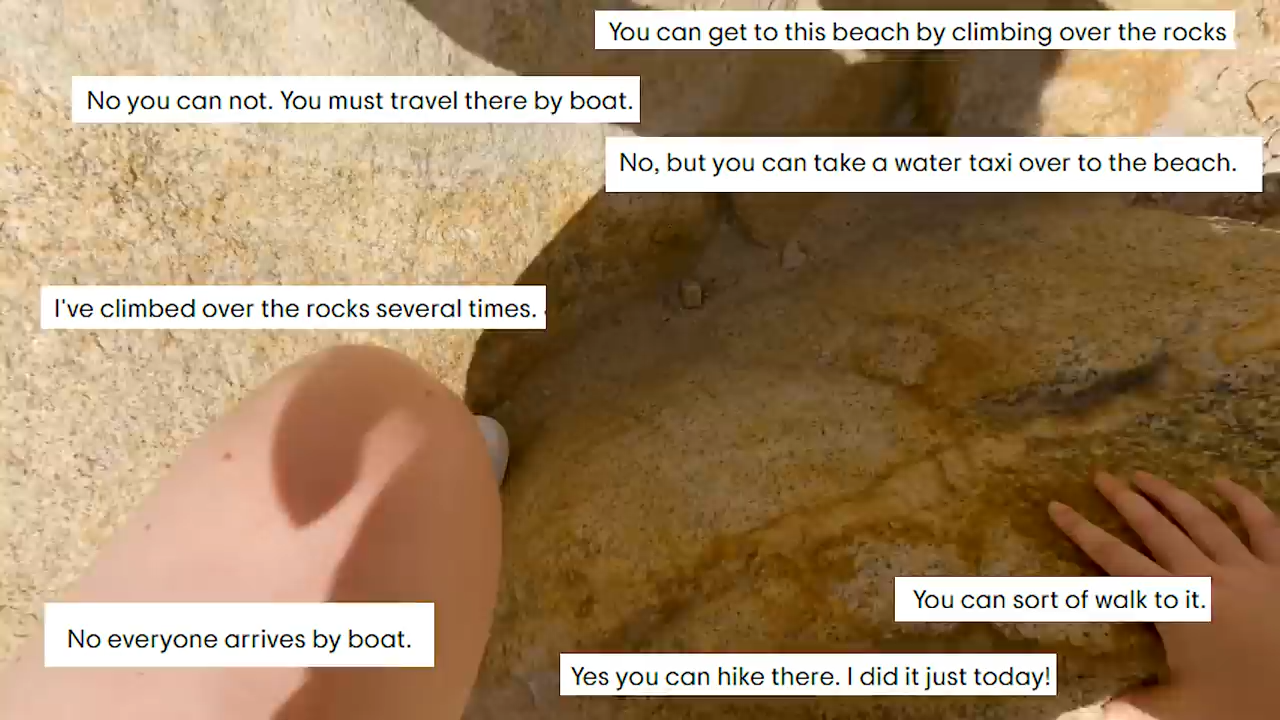 You can get to this beach by climbing over the rocks
No you can not. You must travel there by boat.
No, but you can take a water taxi over to the beach.
I've climbed over the rocks several times.
You can sort of walk to it.
No everyone arrives by boat.
Yes you can hike there. I did it just today!